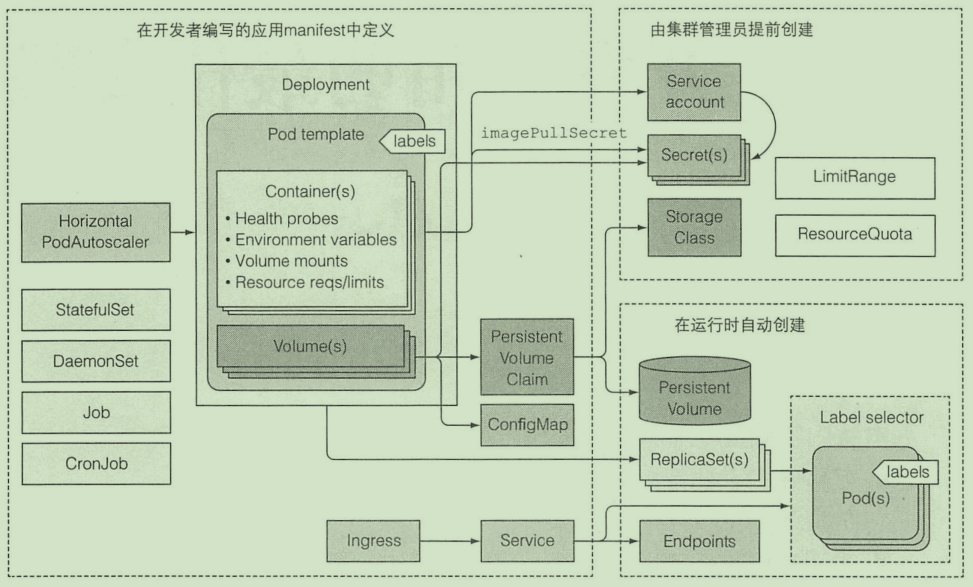 在开发者编写的应用manifest中定义
Deployment
Pod template
labels
Container(s)
• Health probes
• Environment variables
• Volume mounts
• Resource reqs/limits
Volume(s)
Horizontal
PodAutoscaler
StatefulSet
DaemonSet
Job
CronJob
imagePullSecret
Persistent
Volume
Claim
ConfigMap
Ingress
Service
由集群管理员提前创建
Service
account
Secret(s)
Storage
Class
LimitRange
ResourceQuota
在运行时自动创建
Persistent
Volume
ReplicaSet(s)
Endpoints
Label selector
labels
Pod(s)